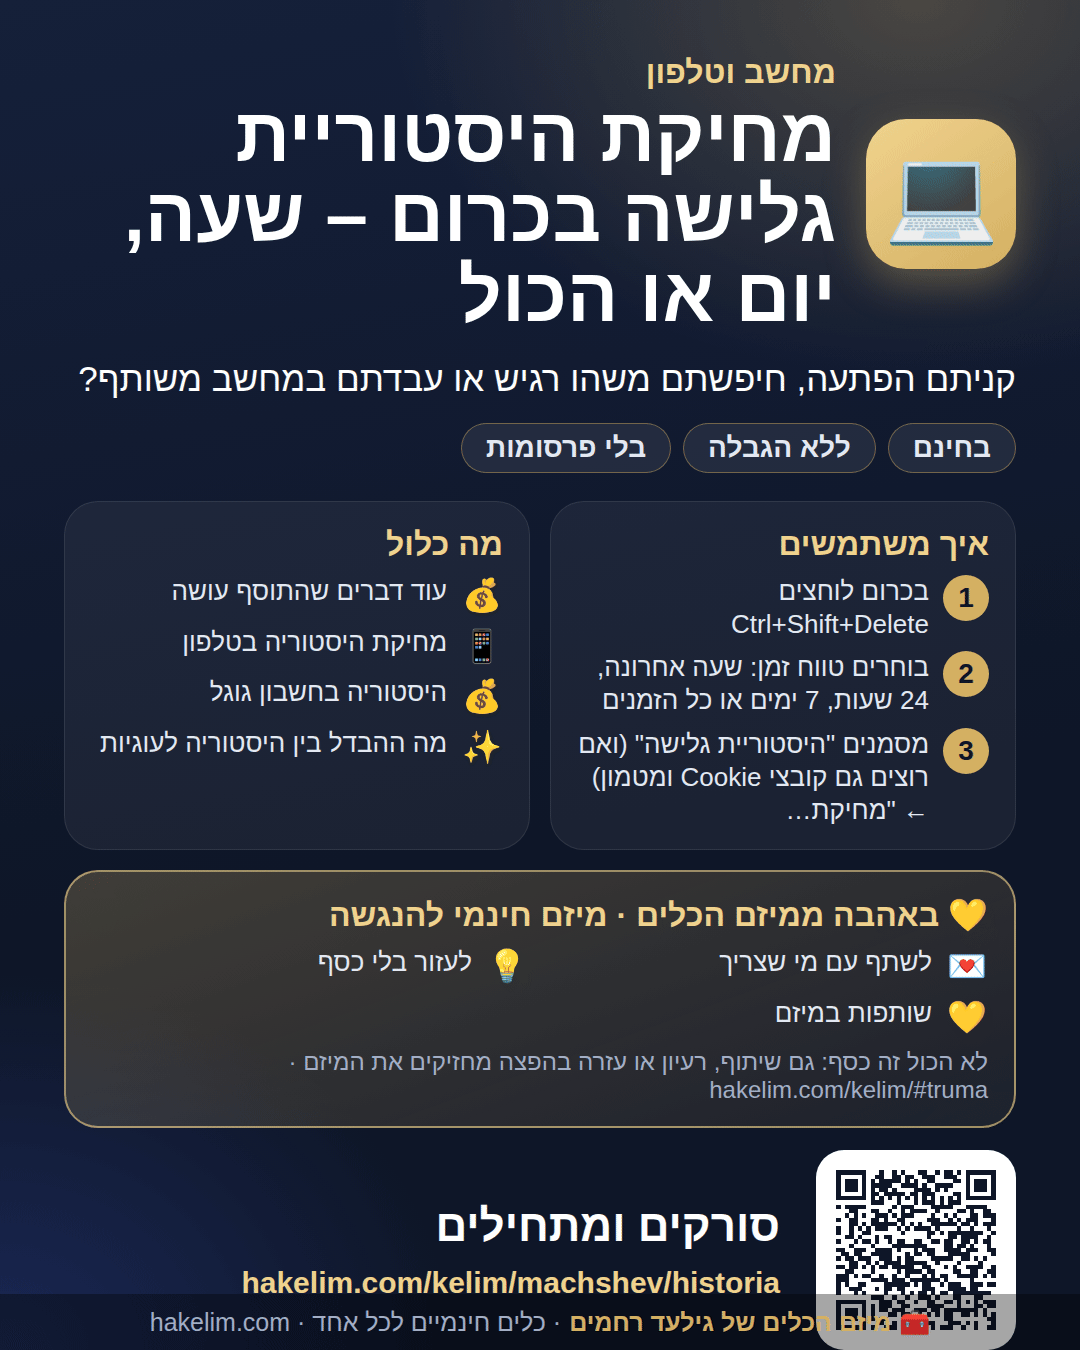 מחשב וטלפון
מחיקת היסטוריית
גלישה בכרום – שעה,
יום או הכול
קניתם הפתעה, חיפשתם משהו רגיש או עבדתם במחשב משותף?
בחינם
ללא הגבלה
בלי פרסומות
איך משתמשים
1
בכרום לוחצים
Ctrl+Shift+Delete
2
בוחרים טווח זמן: שעה אחרונה,
24 שעות, 7 ימים או כל הזמנים
3
מסמנים "היסטוריית גלישה" (ואם
רוצים גם קובצי Cookie ומטמון)
← "מחיקת…
מה כלול
עוד דברים שהתוסף עושה
מחיקת היסטוריה בטלפון
היסטוריה בחשבון גוגל
מה ההבדל בין היסטוריה לעוגיות
באהבה ממיזם הכלים · מיזם חינמי להנגשה
לשתף עם מי שצריך
לעזור בלי כסף
שותפות במיזם
לא הכול זה כסף: גם שיתוף, רעיון או עזרה בהפצה מחזיקים את המיזם ·
hakelim.com/kelim/#truma
סורקים ומתחילים
hakelim.com/kelim/machshev/historia
מיזם הכלים של גילעד רחמים · כלים חינמיים לכל אחד · hakelim.com